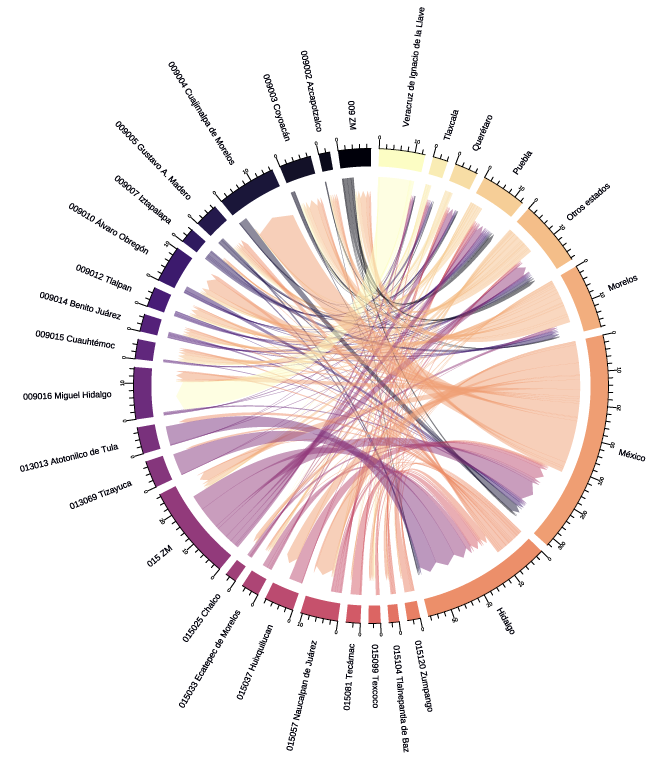 Veracruz de Ignacio de la Llave
Tlaxcala
Querétaro
Puebla
Otros estados
Morelos
México
Hidalgo
015120 Zumpango
015104 Tlalnepantla de Baz
015099 Texcoco
015081 Tecámac
015057 Naucalpan de Juárez
015037 Huixquilucan
015033 Ecatepec de Morelos
015025 Chalco
015 ZM
013069 Tizayuca
013013 Atotonilco de Tula
009016 Miguel Hidalgo
009015 Cuauhtémoc
009014 Benito Juárez
009012 Tlalpan
009010 Álvaro Obregón
009007 Iztapalapa
009005 Gustavo A. Madero
009004 Cuajimalpa de Morelos
009003 Coyoacán
009002 Azcapotzalco
009 ZM